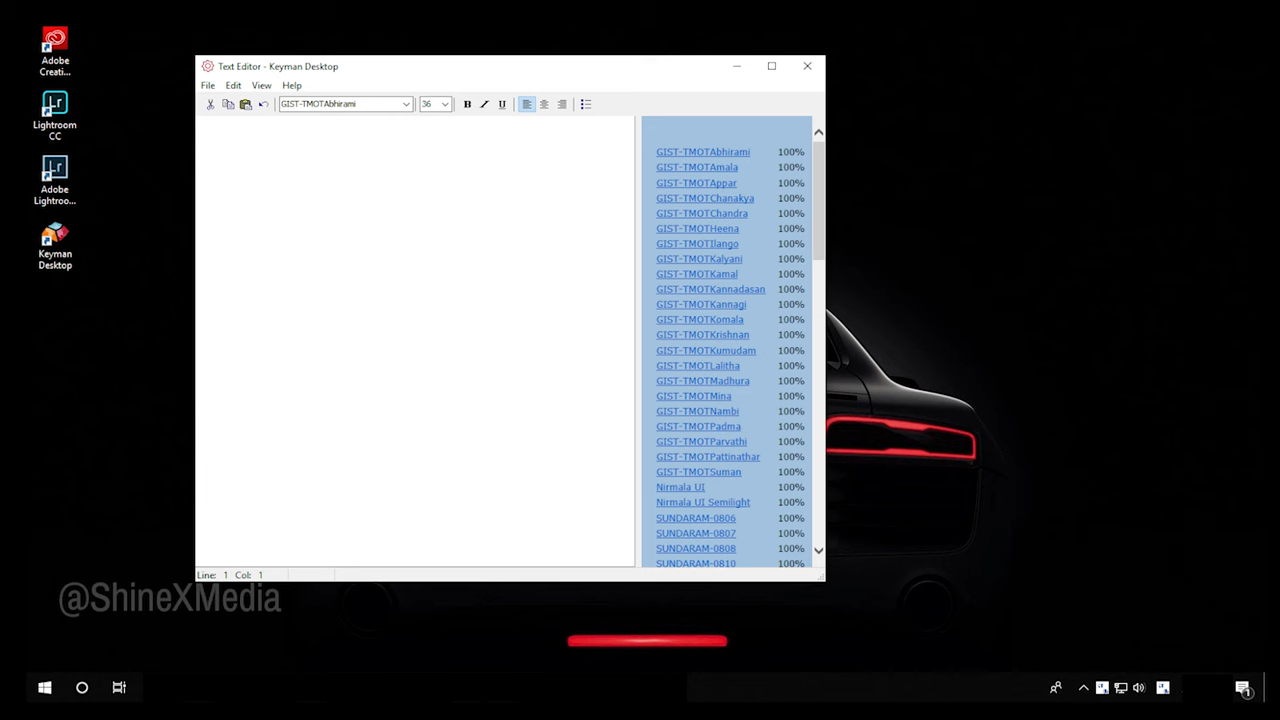 Adobe
Creati...
Lightroom
CC
Adobe
Lightroo...
Keyman
Desktop
Text Editor - Keyman Desktop
File Edit View Help
GIST-TMOTAbhirami 36 B I U
GIST-TMOTAbhirami 100%
GIST-TMOTAmala 100%
GIST-TMOTAppar 100%
GIST-TMOTChanakya 100%
GIST-TMOTChandra 100%
GIST-TMOTHeena 100%
GIST-TMOTIlango 100%
GIST-TMOTKalyani 100%
GIST-TMOTKamal 100%
GIST-TMOTKannadasan 100%
GIST-TMOTKannagi 100%
GIST-TMOTKomala 100%
GIST-TMOTKrishnan 100%
GIST-TMOTKumudam 100%
GIST-TMOTLalitha 100%
GIST-TMOTMadhura 100%
GIST-TMOTMina 100%
GIST-TMOTNambi 100%
GIST-TMOTPadma 100%
GIST-TMOTParvathi 100%
GIST-TMOTPattinathar 100%
GIST-TMOTSuman 100%
Nirmala UI 100%
Nirmala UI Semilight 100%
SUNDARAM-0806 100%
SUNDARAM-0807 100%
SUNDARAM-0808 100%
SUNDARAM-0810 100%
Line: 1 Col: 1
@ShineXMedia